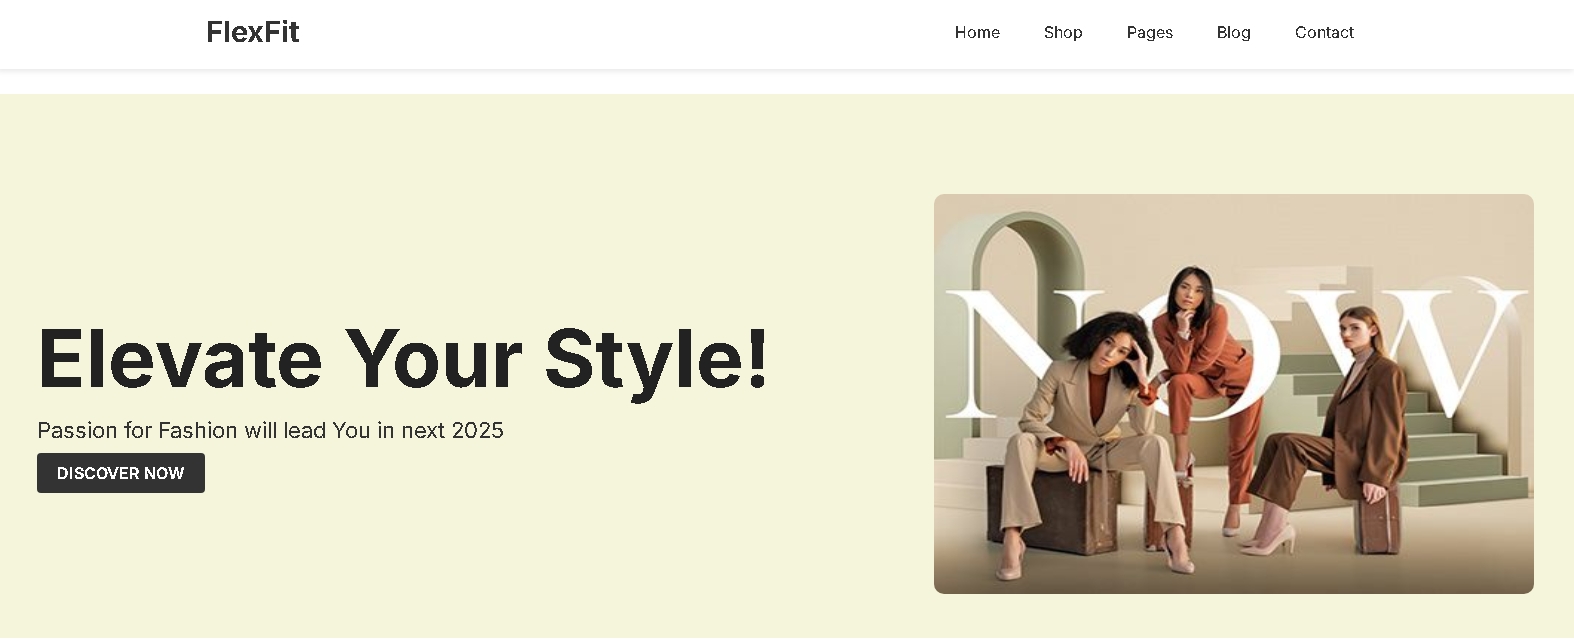 FlexFit
Home Shop Pages Blog Contact
Elevate Your Style!
Passion for Fashion will lead You in next 2025
DISCOVER NOW
NOW